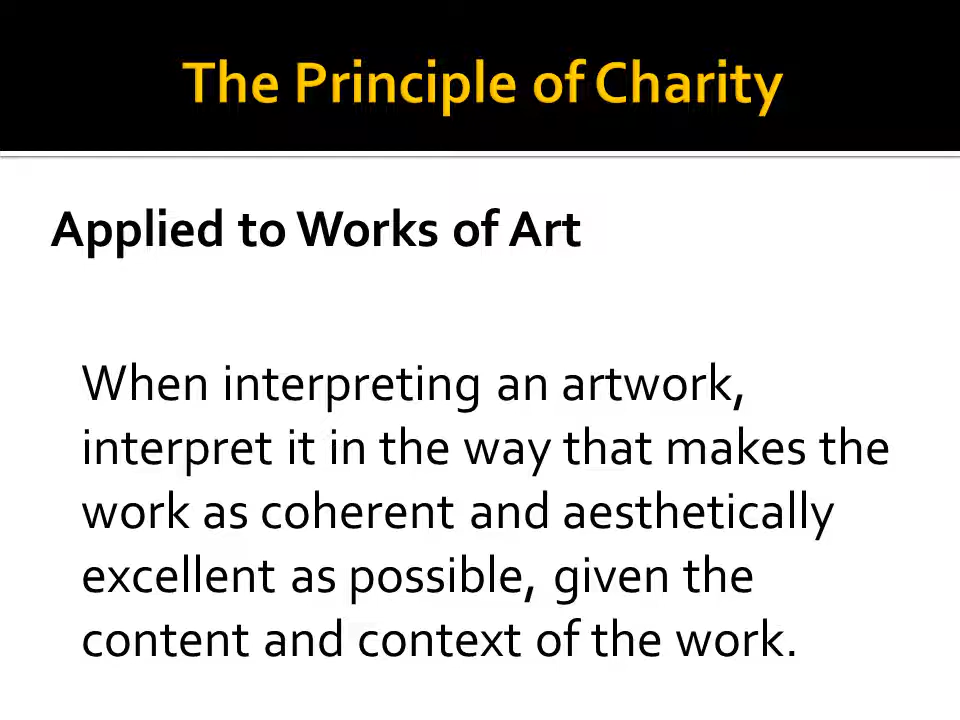 The Principle of Charity
Applied to Works of Art
When interpreting an artwork,
interpret it in the way that makes the
work as coherent and aesthetically
excellent as possible, given the
content and context of the work.